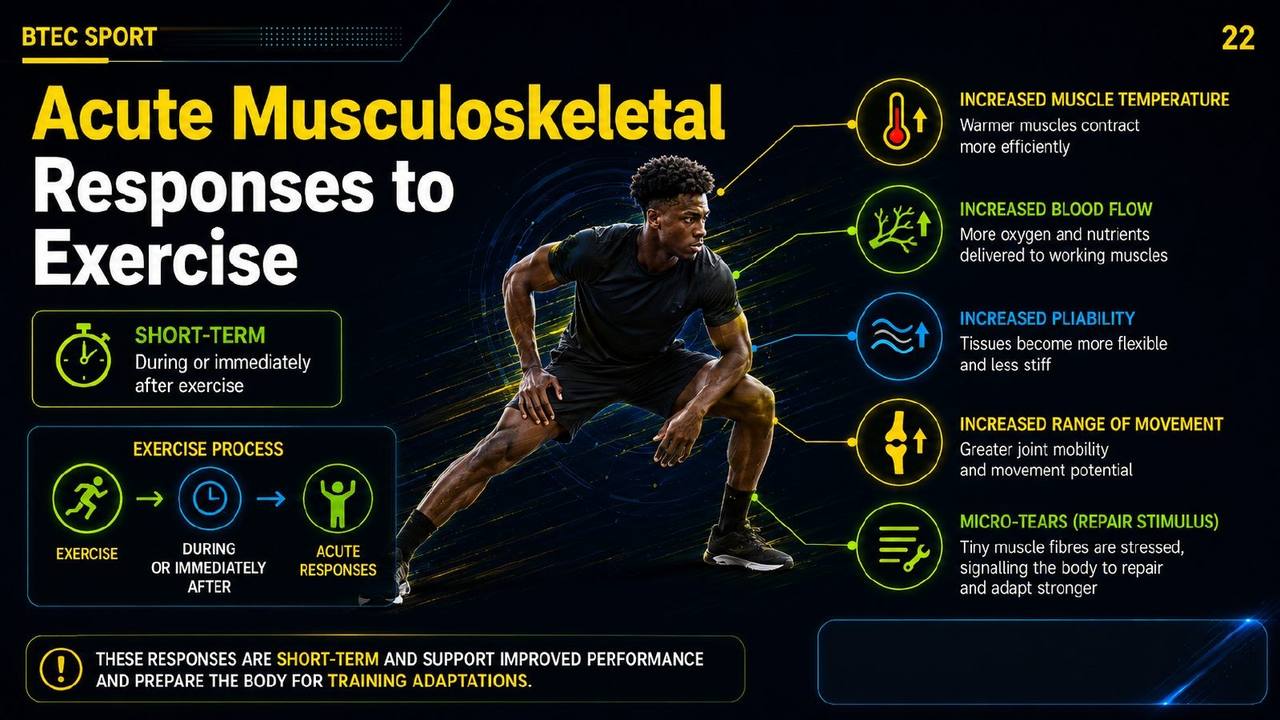 BTEC SPORT
22
Acute Musculoskeletal
Responses to
Exercise
SHORT-TERM
During or immediately
after exercise
EXERCISE PROCESS
EXERCISE
DURING
OR IMMEDIATELY
AFTER
ACUTE
RESPONSES
INCREASED MUSCLE TEMPERATURE
Warmer muscles contract
more efficiently
INCREASED BLOOD FLOW
More oxygen and nutrients
delivered to working muscles
INCREASED PLIABILITY
Tissues become more flexible
and less stiff
INCREASED RANGE OF MOVEMENT
Greater joint mobility
and movement potential
MICRO-TEARS (REPAIR STIMULUS)
Tiny muscle fibres are stressed,
signalling the body to repair
and adapt stronger
THESE RESPONSES ARE SHORT-TERM AND SUPPORT IMPROVED PERFORMANCE
AND PREPARE THE BODY FOR TRAINING ADAPTATIONS.